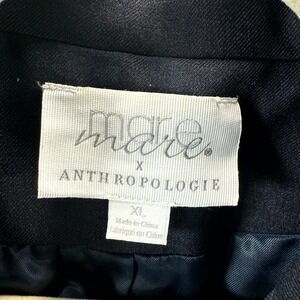 mare
mare®
X
ANTHROPOLOGIE
XL
Made in China
Fabriqué en Chine